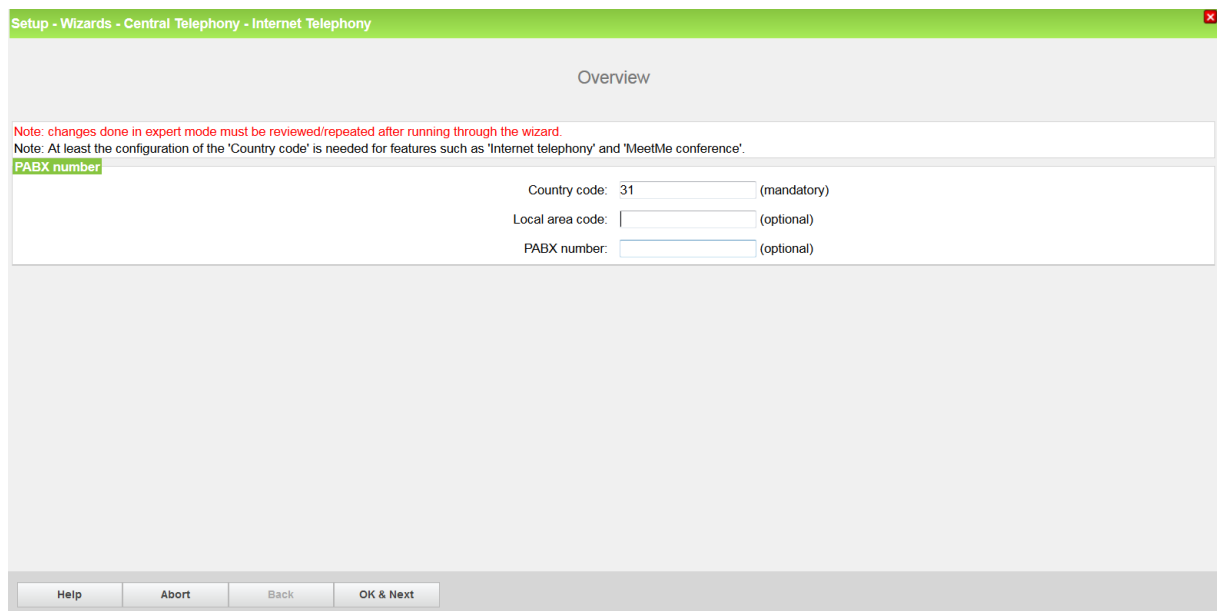 Setup - Wizards - Central Telephony - Internet Telephony
Overview
Note: changes done in expert mode must be reviewed/repeated after running through the wizard.
Note: At least the configuration of the 'Country code' is needed for features such as 'Internet telephony' and 'MeetMe conference'.
PABX number
Country code: 31 (mandatory)
Local area code: (optional)
PABX number: (optional)
Help Abort Back OK & Next